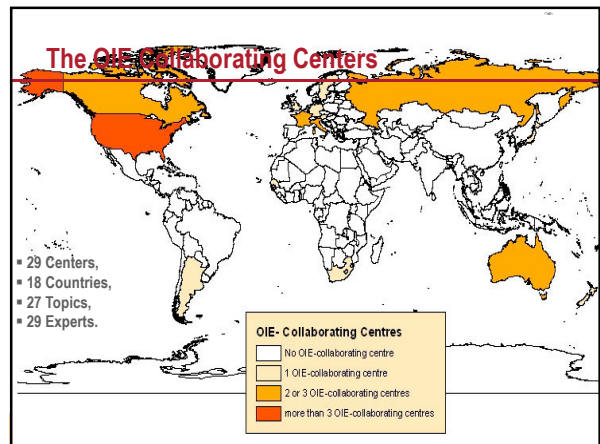 The OIE Collaborating Centers
▪ 29 Centers,
▪ 18 Countries,
▪ 27 Topics,
▪ 29 Experts.
OIE- Collaborating Centres
No OIE-collaborating centre
1 OIE-collaborating centre
2 or 3 OIE-collaborating centres
more than 3 OIE-collaborating centres